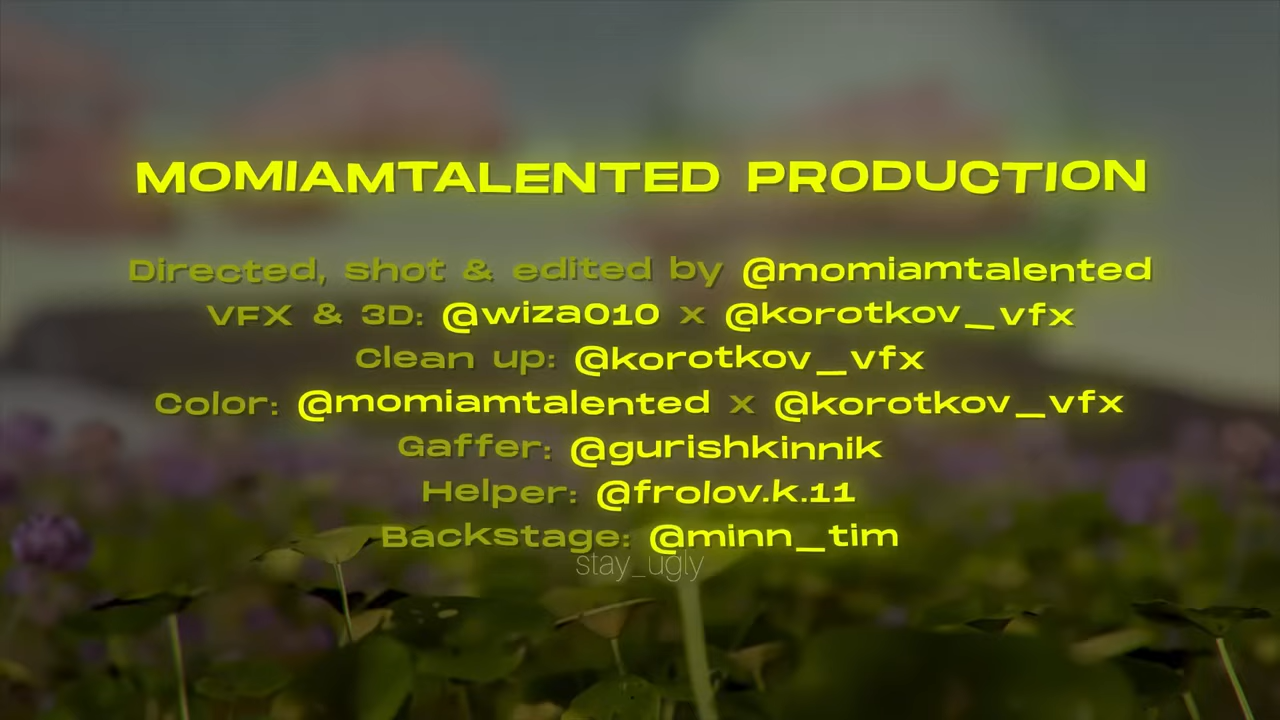 MOMIAMTALENTED PRODUCTION
Directed, shot & edited by @momiamtalented
VFX & 3D: @wiza010 x @korotkov_vfx
Clean up: @korotkov_vfx
Color: @momiamtalented x @korotkov_vfx
Gaffer: @gurishkinnik
Helper: @frolov.k.11
Backstage: @minn_tim
stay_ugly